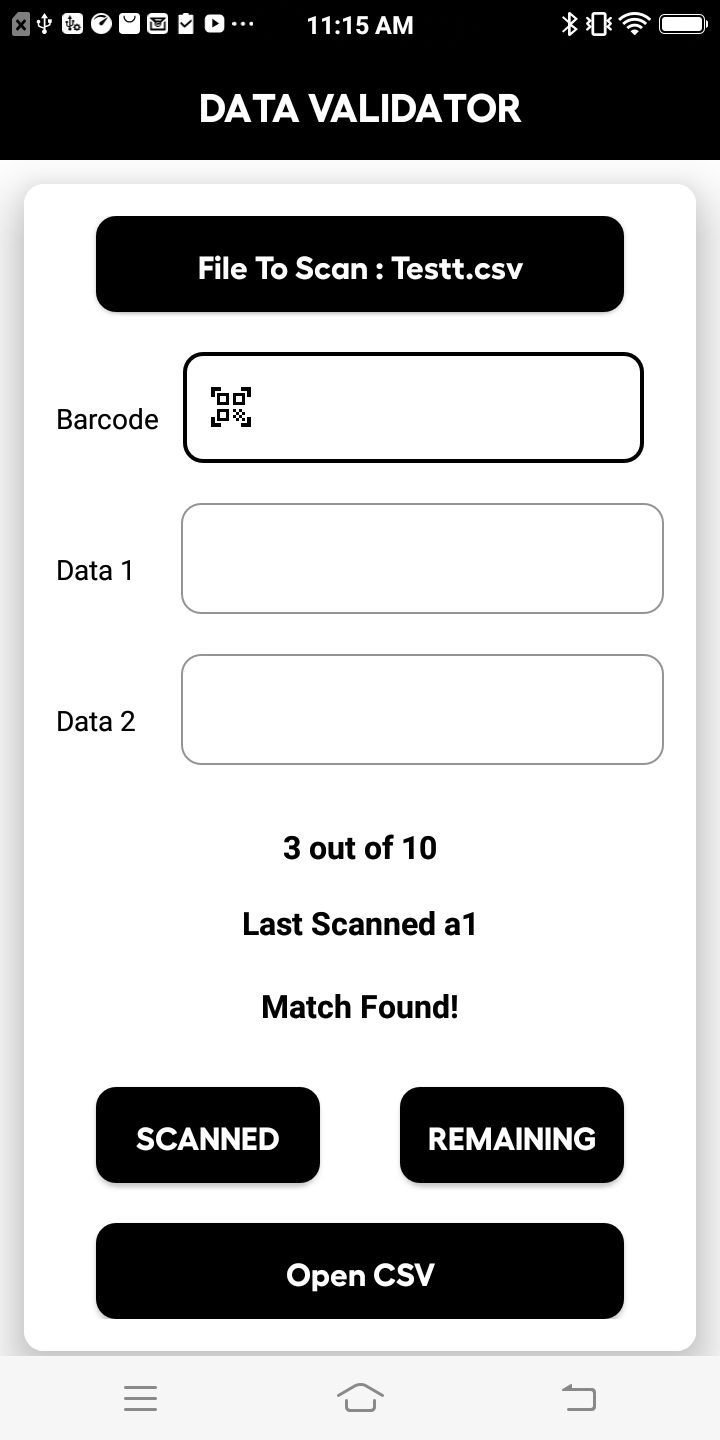 11:15 AM
DATA VALIDATOR
File To Scan : Testt.csv
Barcode
Data 1
Data 2
3 out of 10
Last Scanned a1
Match Found!
SCANNED
REMAINING
Open CSV